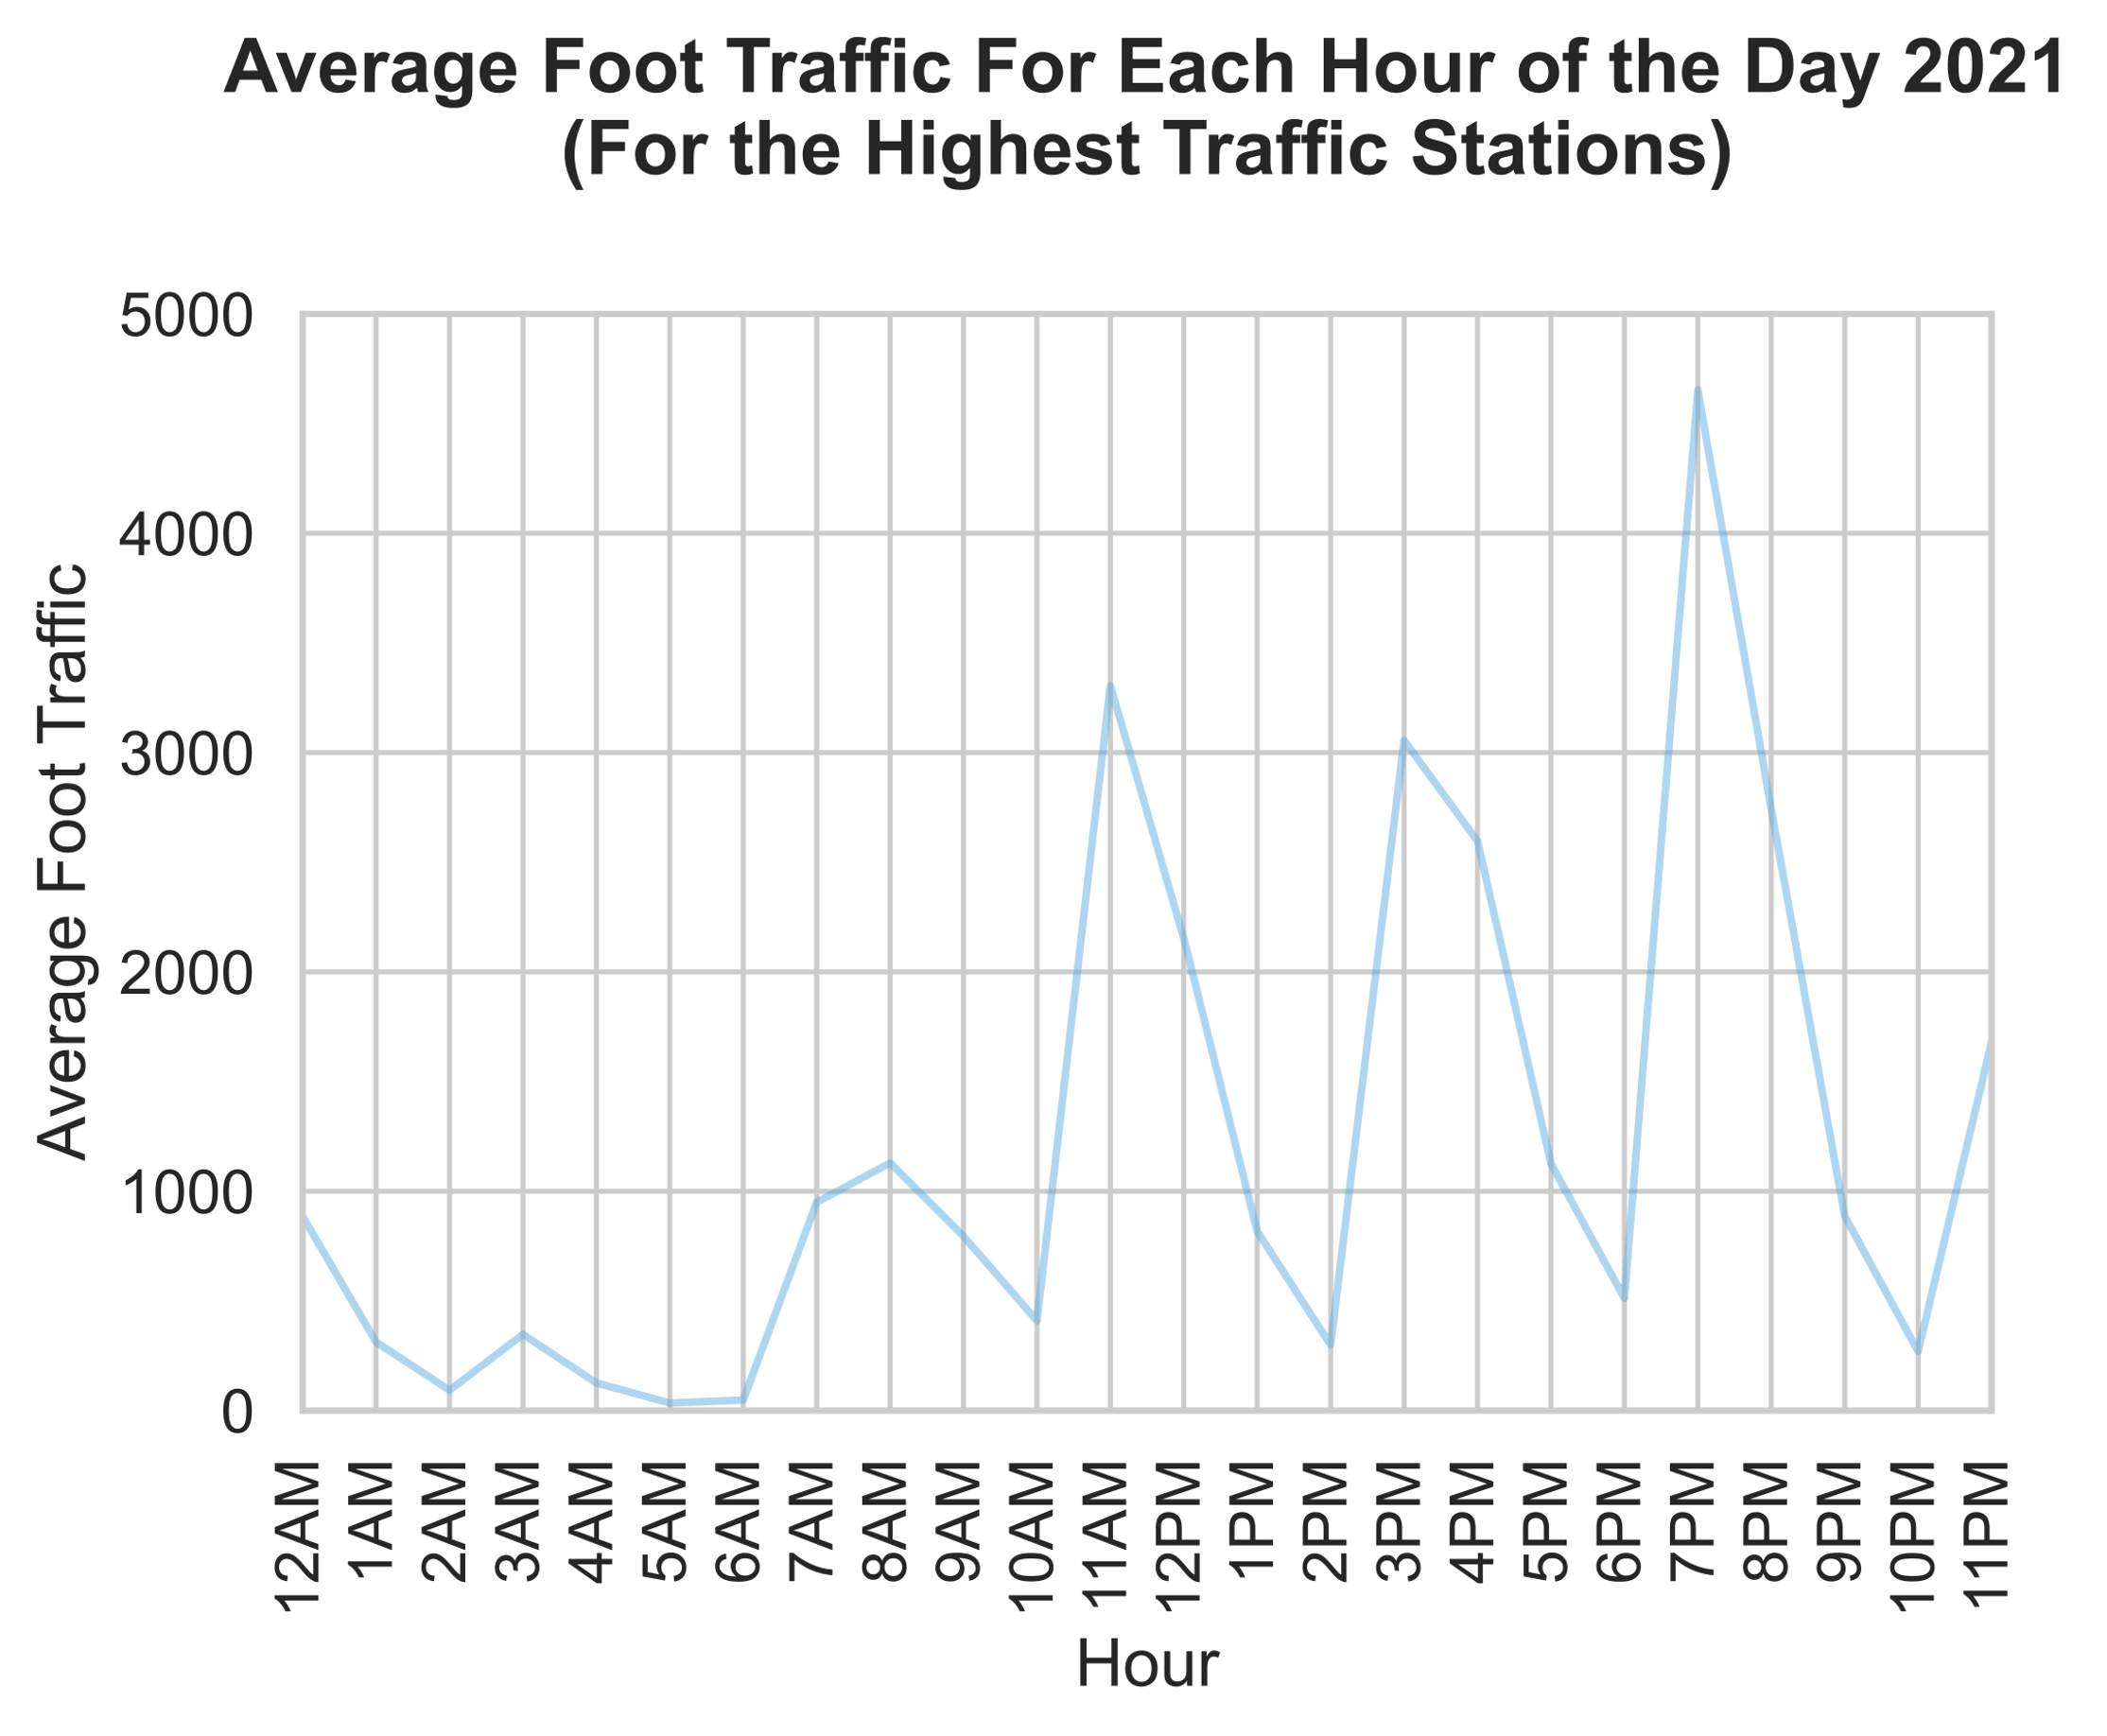 Average Foot Traffic For Each Hour of the Day 2021
(For the Highest Traffic Stations)
5000
4000
3000
2000
1000
0
Average Foot Traffic
12AM
1AM
2AM
3AM
4AM
5AM
6AM
7AM
8AM
9AM
10AM
11AM
12PM
1PM
2PM
3PM
4PM
5PM
6PM
7PM
8PM
9PM
10PM
11PM
Hour